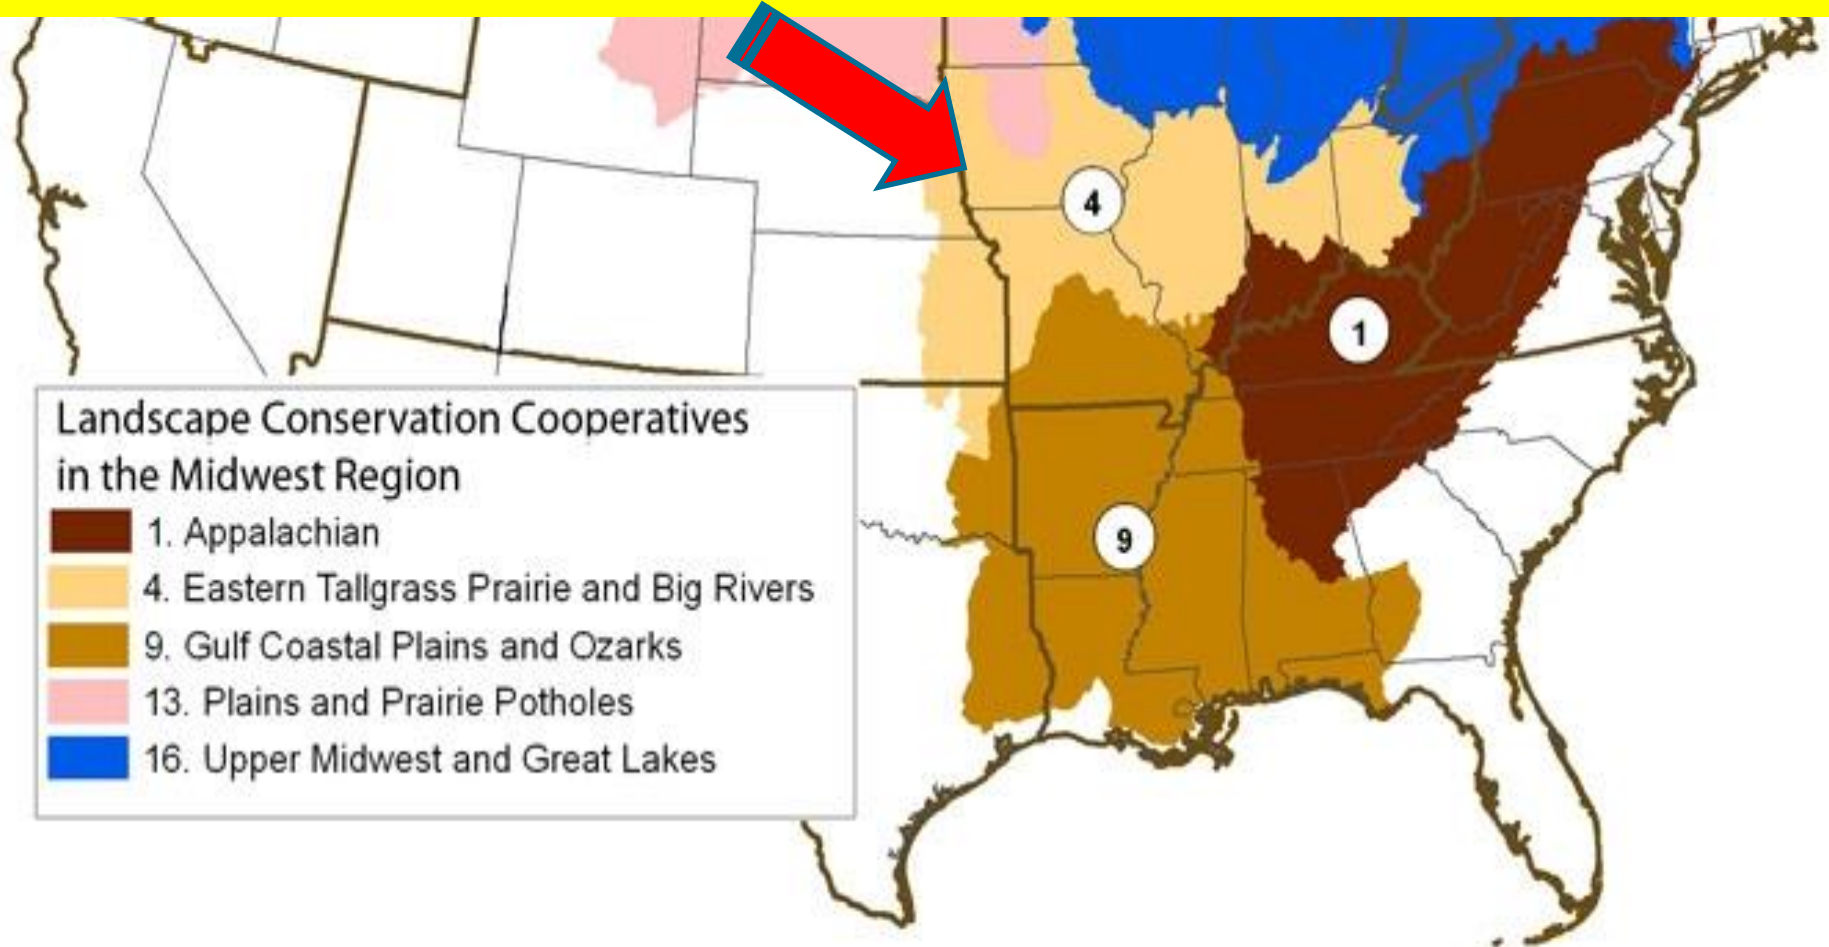 4
1
9
Landscape Conservation Cooperatives
in the Midwest Region
1. Appalachian
4. Eastern Tallgrass Prairie and Big Rivers
9. Gulf Coastal Plains and Ozarks
13. Plains and Prairie Potholes
16. Upper Midwest and Great Lakes